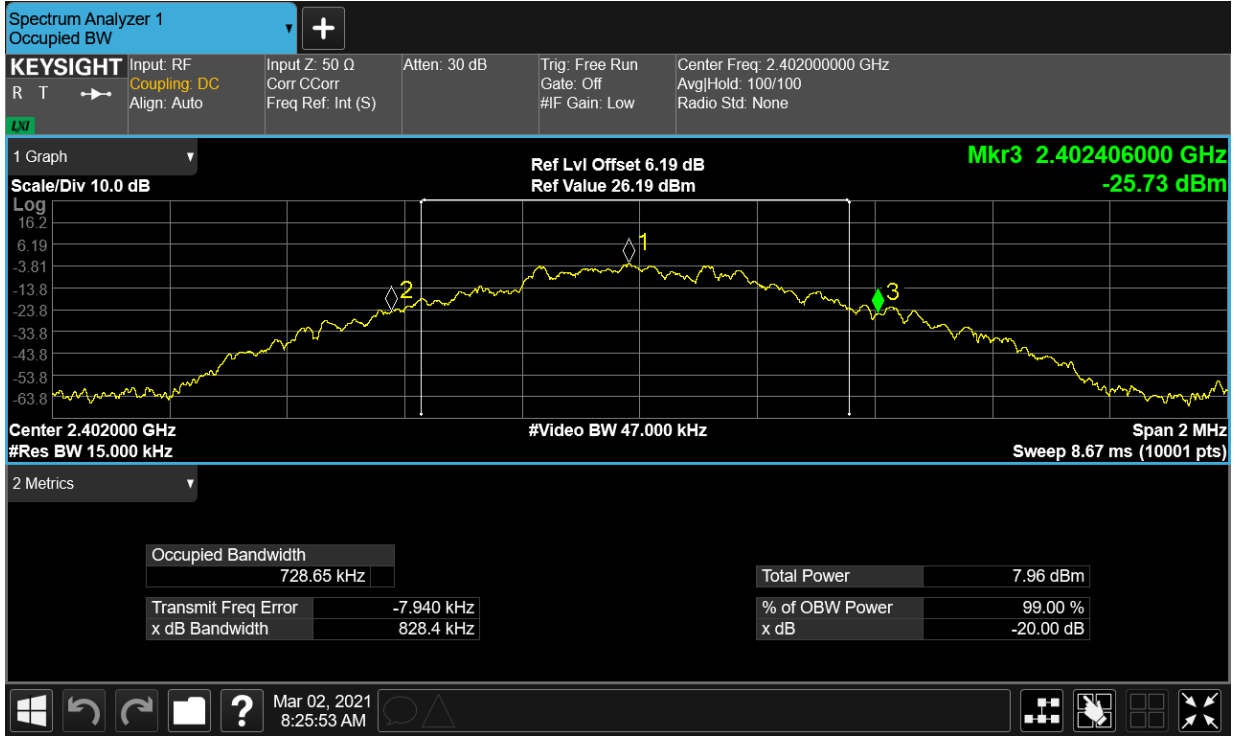 Spectrum Analyzer 1
Occupied BW
KEYSIGHT
R T
LXI
Input: RF
Coupling: DC
Align: Auto
Input Z: 50 Ω
Corr CCorr
Freq Ref: Int (S)
Atten: 30 dB
Trig: Free Run
Gate: Off
#IF Gain: Low
Center Freq: 2.402000000 GHz
Avg|Hold: 100/100
Radio Std: None
1 Graph
Scale/Div 10.0 dB
Ref Lvl Offset 6.19 dB
Ref Value 26.19 dBm
Mkr3 2.402406000 GHz
-25.73 dBm
Log
16.2
6.19
-3.81
-13.8
-23.8
-33.8
-43.8
-53.8
-63.8
1
2
3
Center 2.402000 GHz
#Video BW 47.000 kHz
Span 2 MHz
#Res BW 15.000 kHz
Sweep 8.67 ms (10001 pts)
2 Metrics
Occupied Bandwidth
728.65 kHz
Transmit Freq Error -7.940 kHz
x dB Bandwidth 828.4 kHz
Total Power 7.96 dBm
% of OBW Power 99.00 %
x dB -20.00 dB
?
Mar 02, 2021
8:25:53 AM